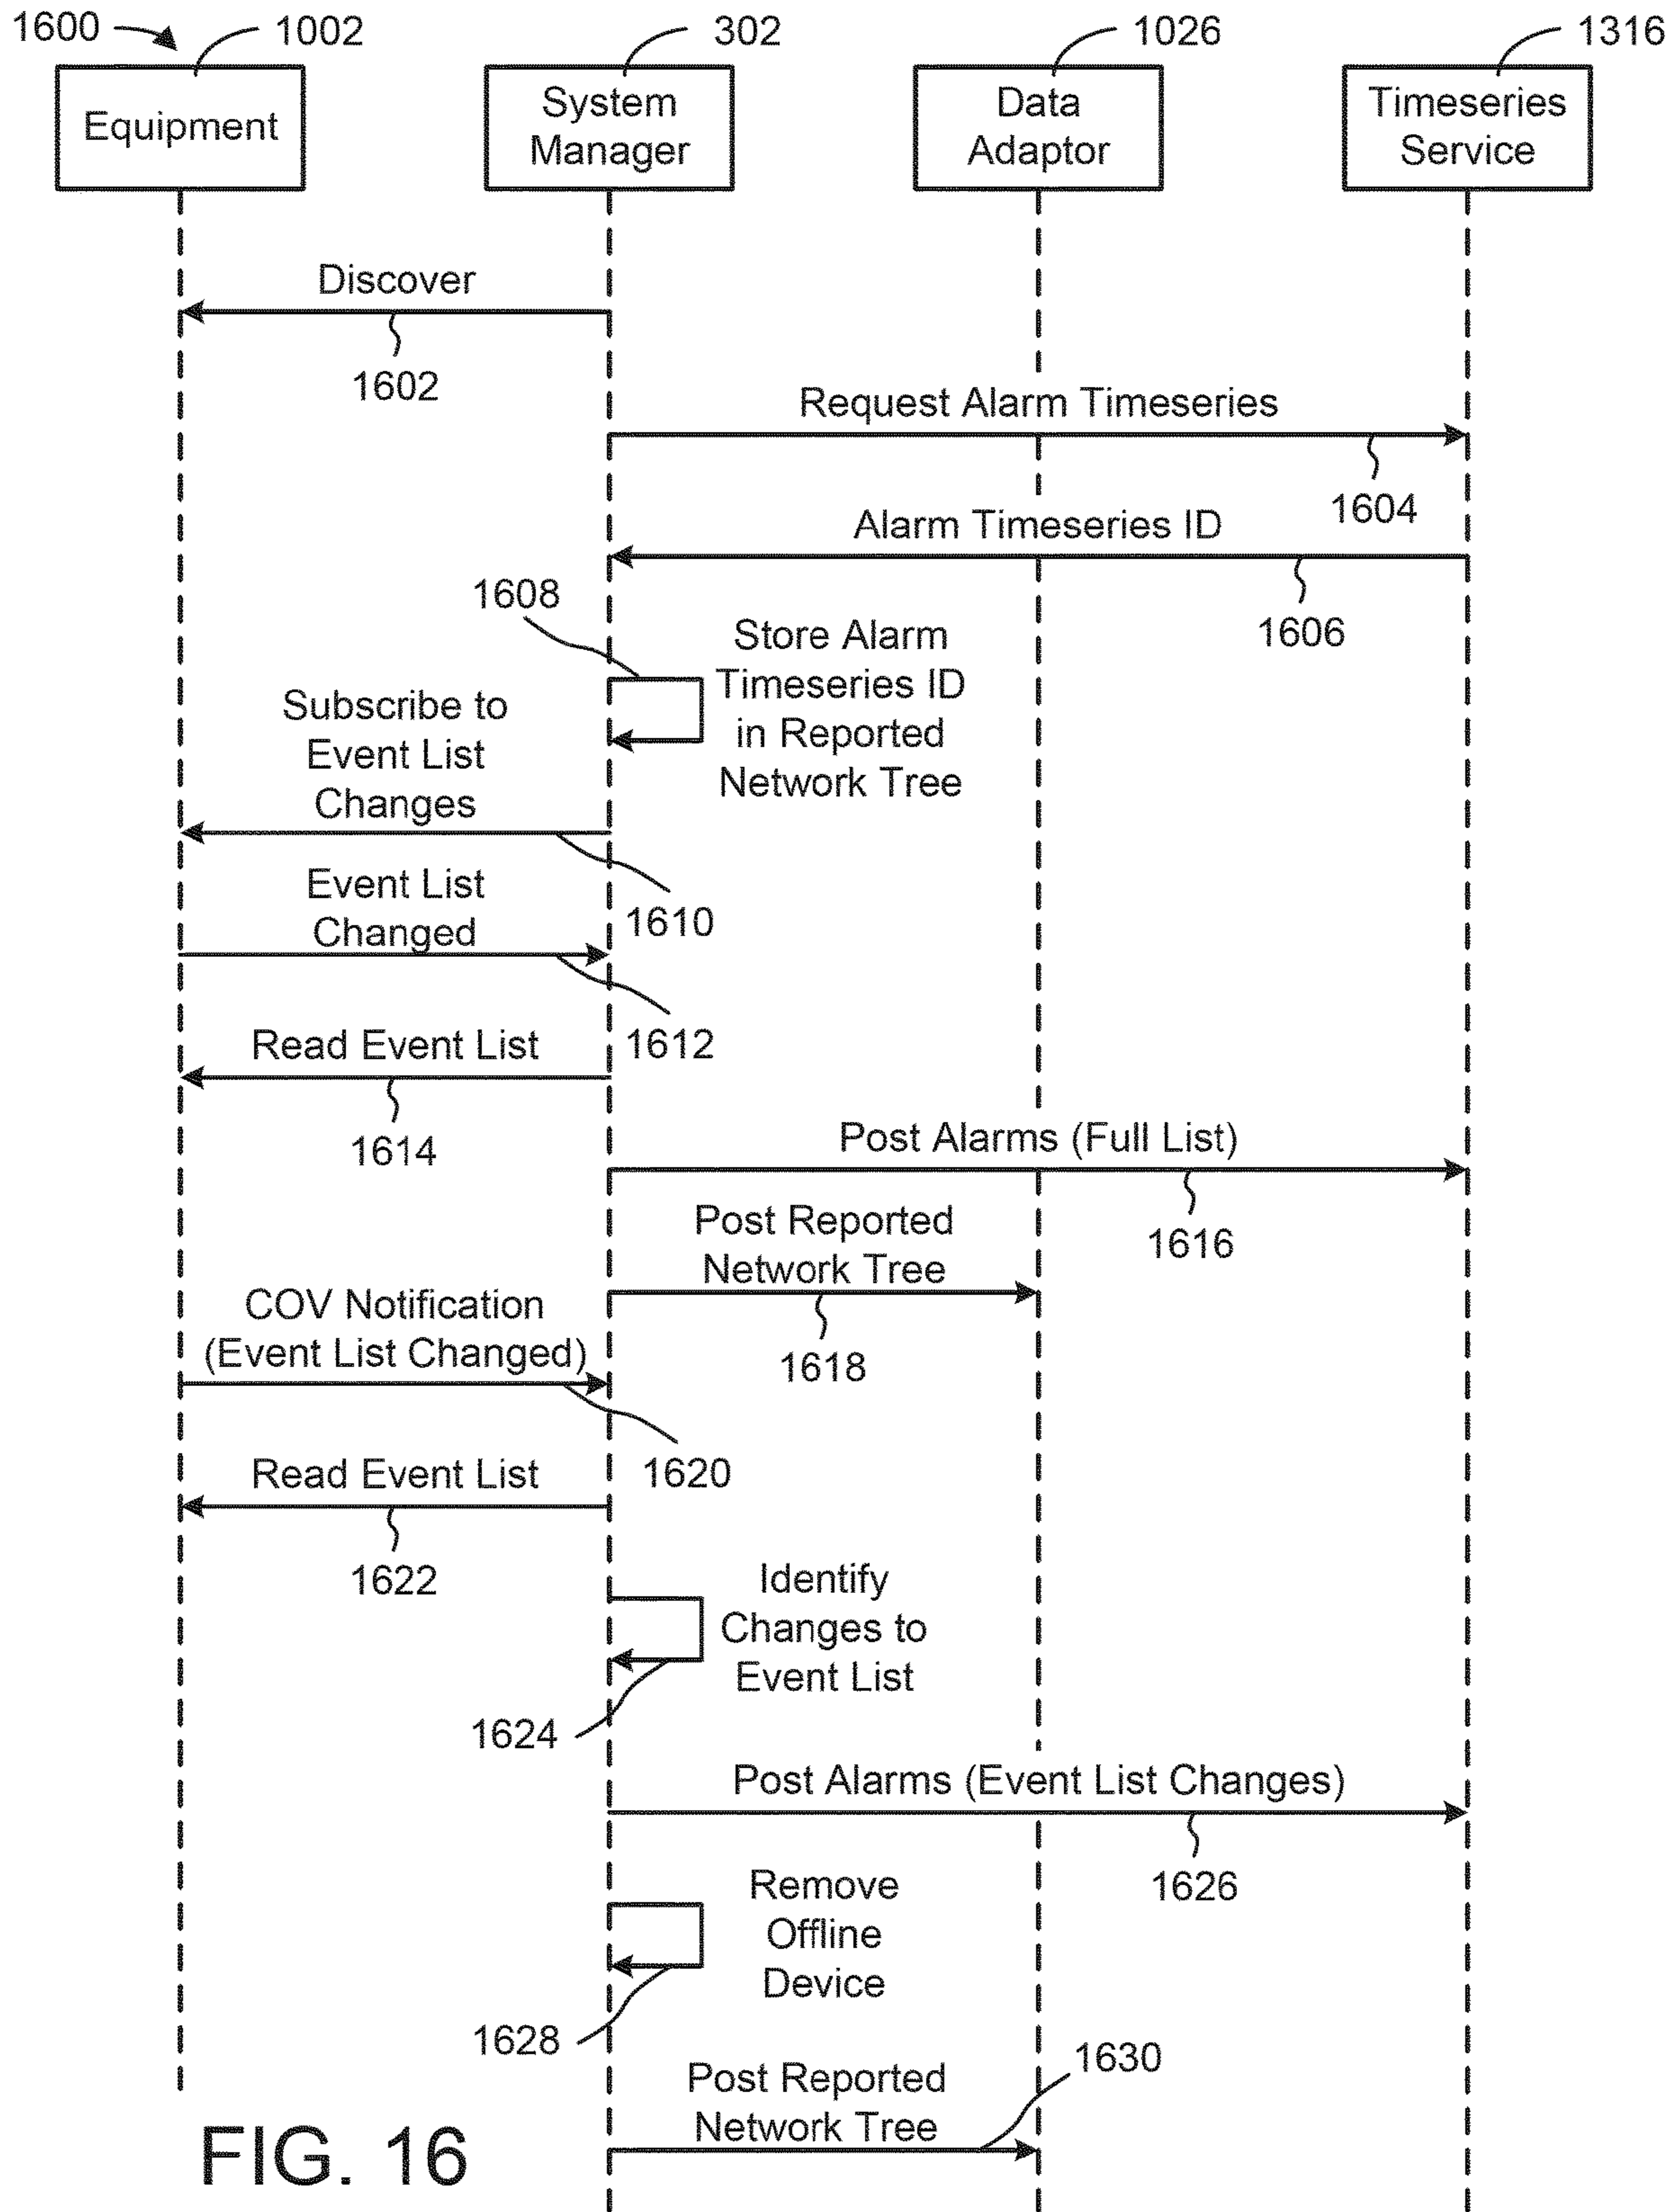 1600
1002
302
1026
1316
Equipment
System
Manager
Data
Adaptor
Timeseries
Service
Discover
1602
Request Alarm Timeseries
1604
Alarm Timeseries ID
1606
1608
Store Alarm
Timeseries ID
in Reported
Network Tree
Subscribe to
Event List
Changes
1610
Event List
Changed
1612
Read Event List
1614
Post Alarms (Full List)
1616
Post Reported
Network Tree
1618
COV Notification
(Event List Changed)
1620
Read Event List
1622
Identify
Changes to
Event List
1624
Post Alarms (Event List Changes)
1626
Remove
Offline
Device
1628
Post Reported
Network Tree
1630
FIG. 16